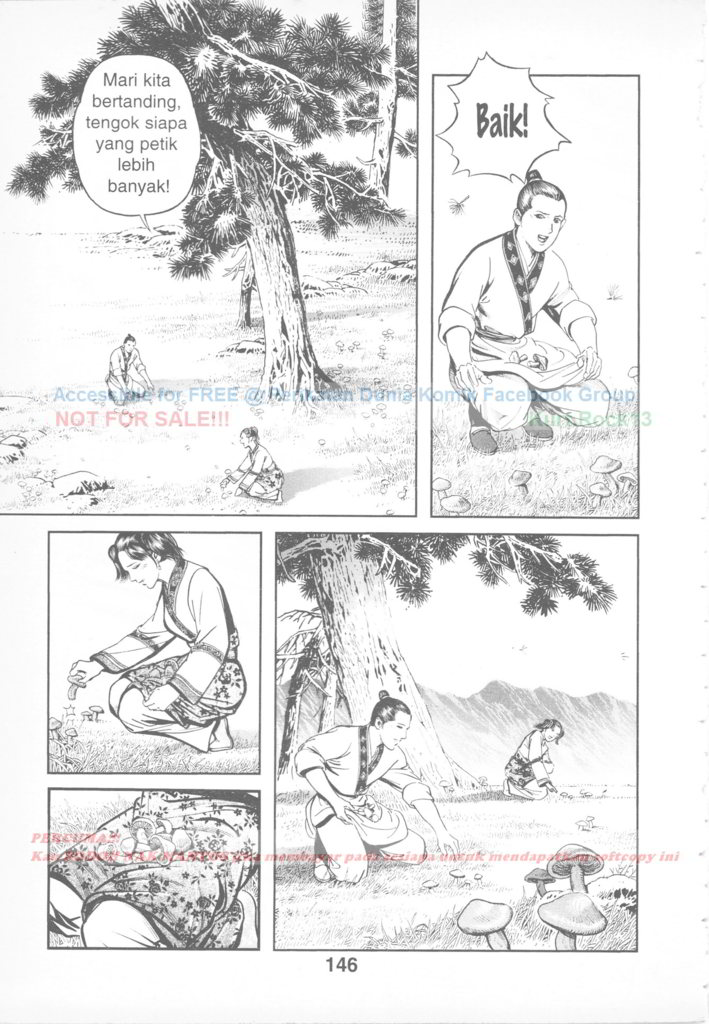 Mari kita
bertanding,
tengok siapa
yang petik
lebih
banyak!
Baik!
Accessible for FREE @ Peminatan Dunia Komik Facebook Group
NOT FOR SALE!!!
PERCUMA!!
membayar pada sesiapa untuk mendapatkan softcopy ini
146